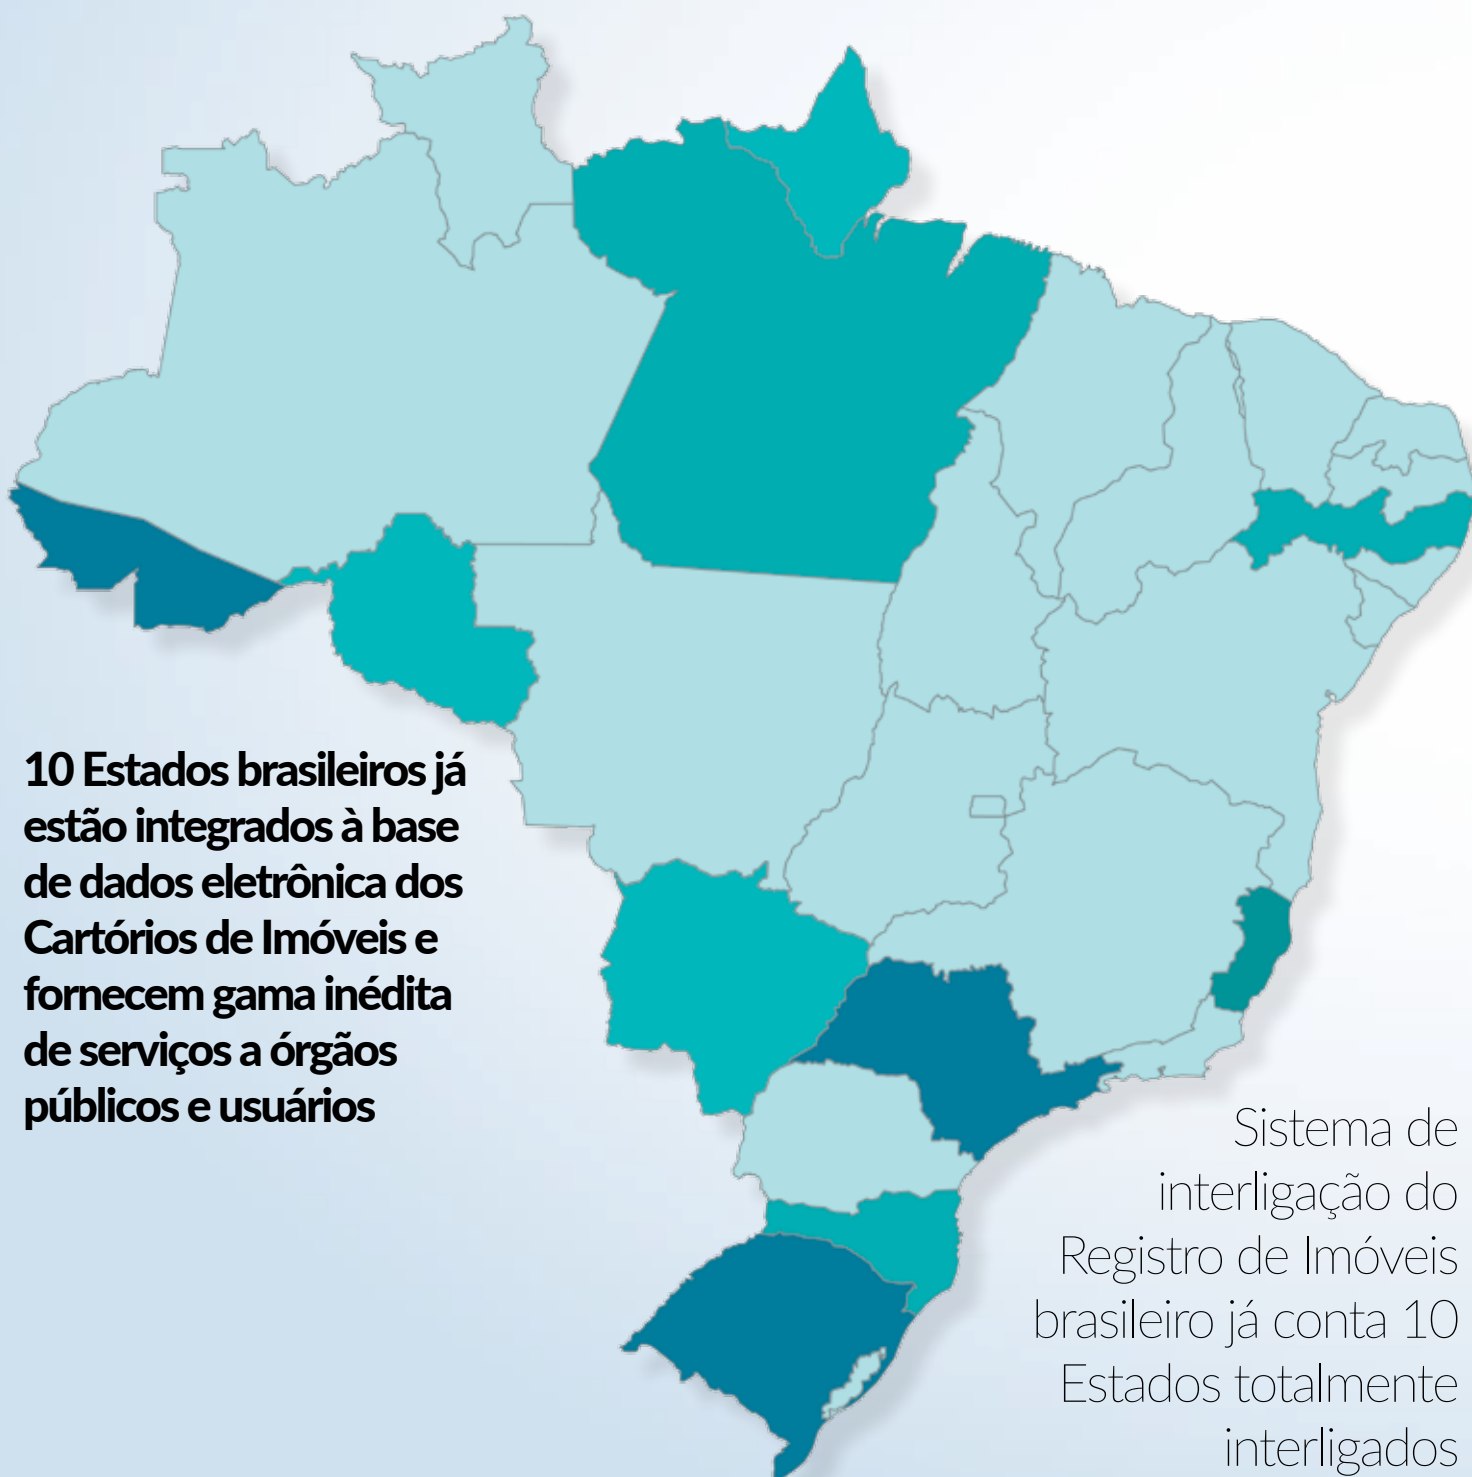 10 Estados brasileiros já
estão integrados à base
de dados eletrônica dos
Cartórios de Imóveis e
fornecem gama inédita
de serviços a órgãos
públicos e usuários
Sistema de
interligação do
Registro de Imóveis
brasileiro já conta 10
Estados totalmente
interligados